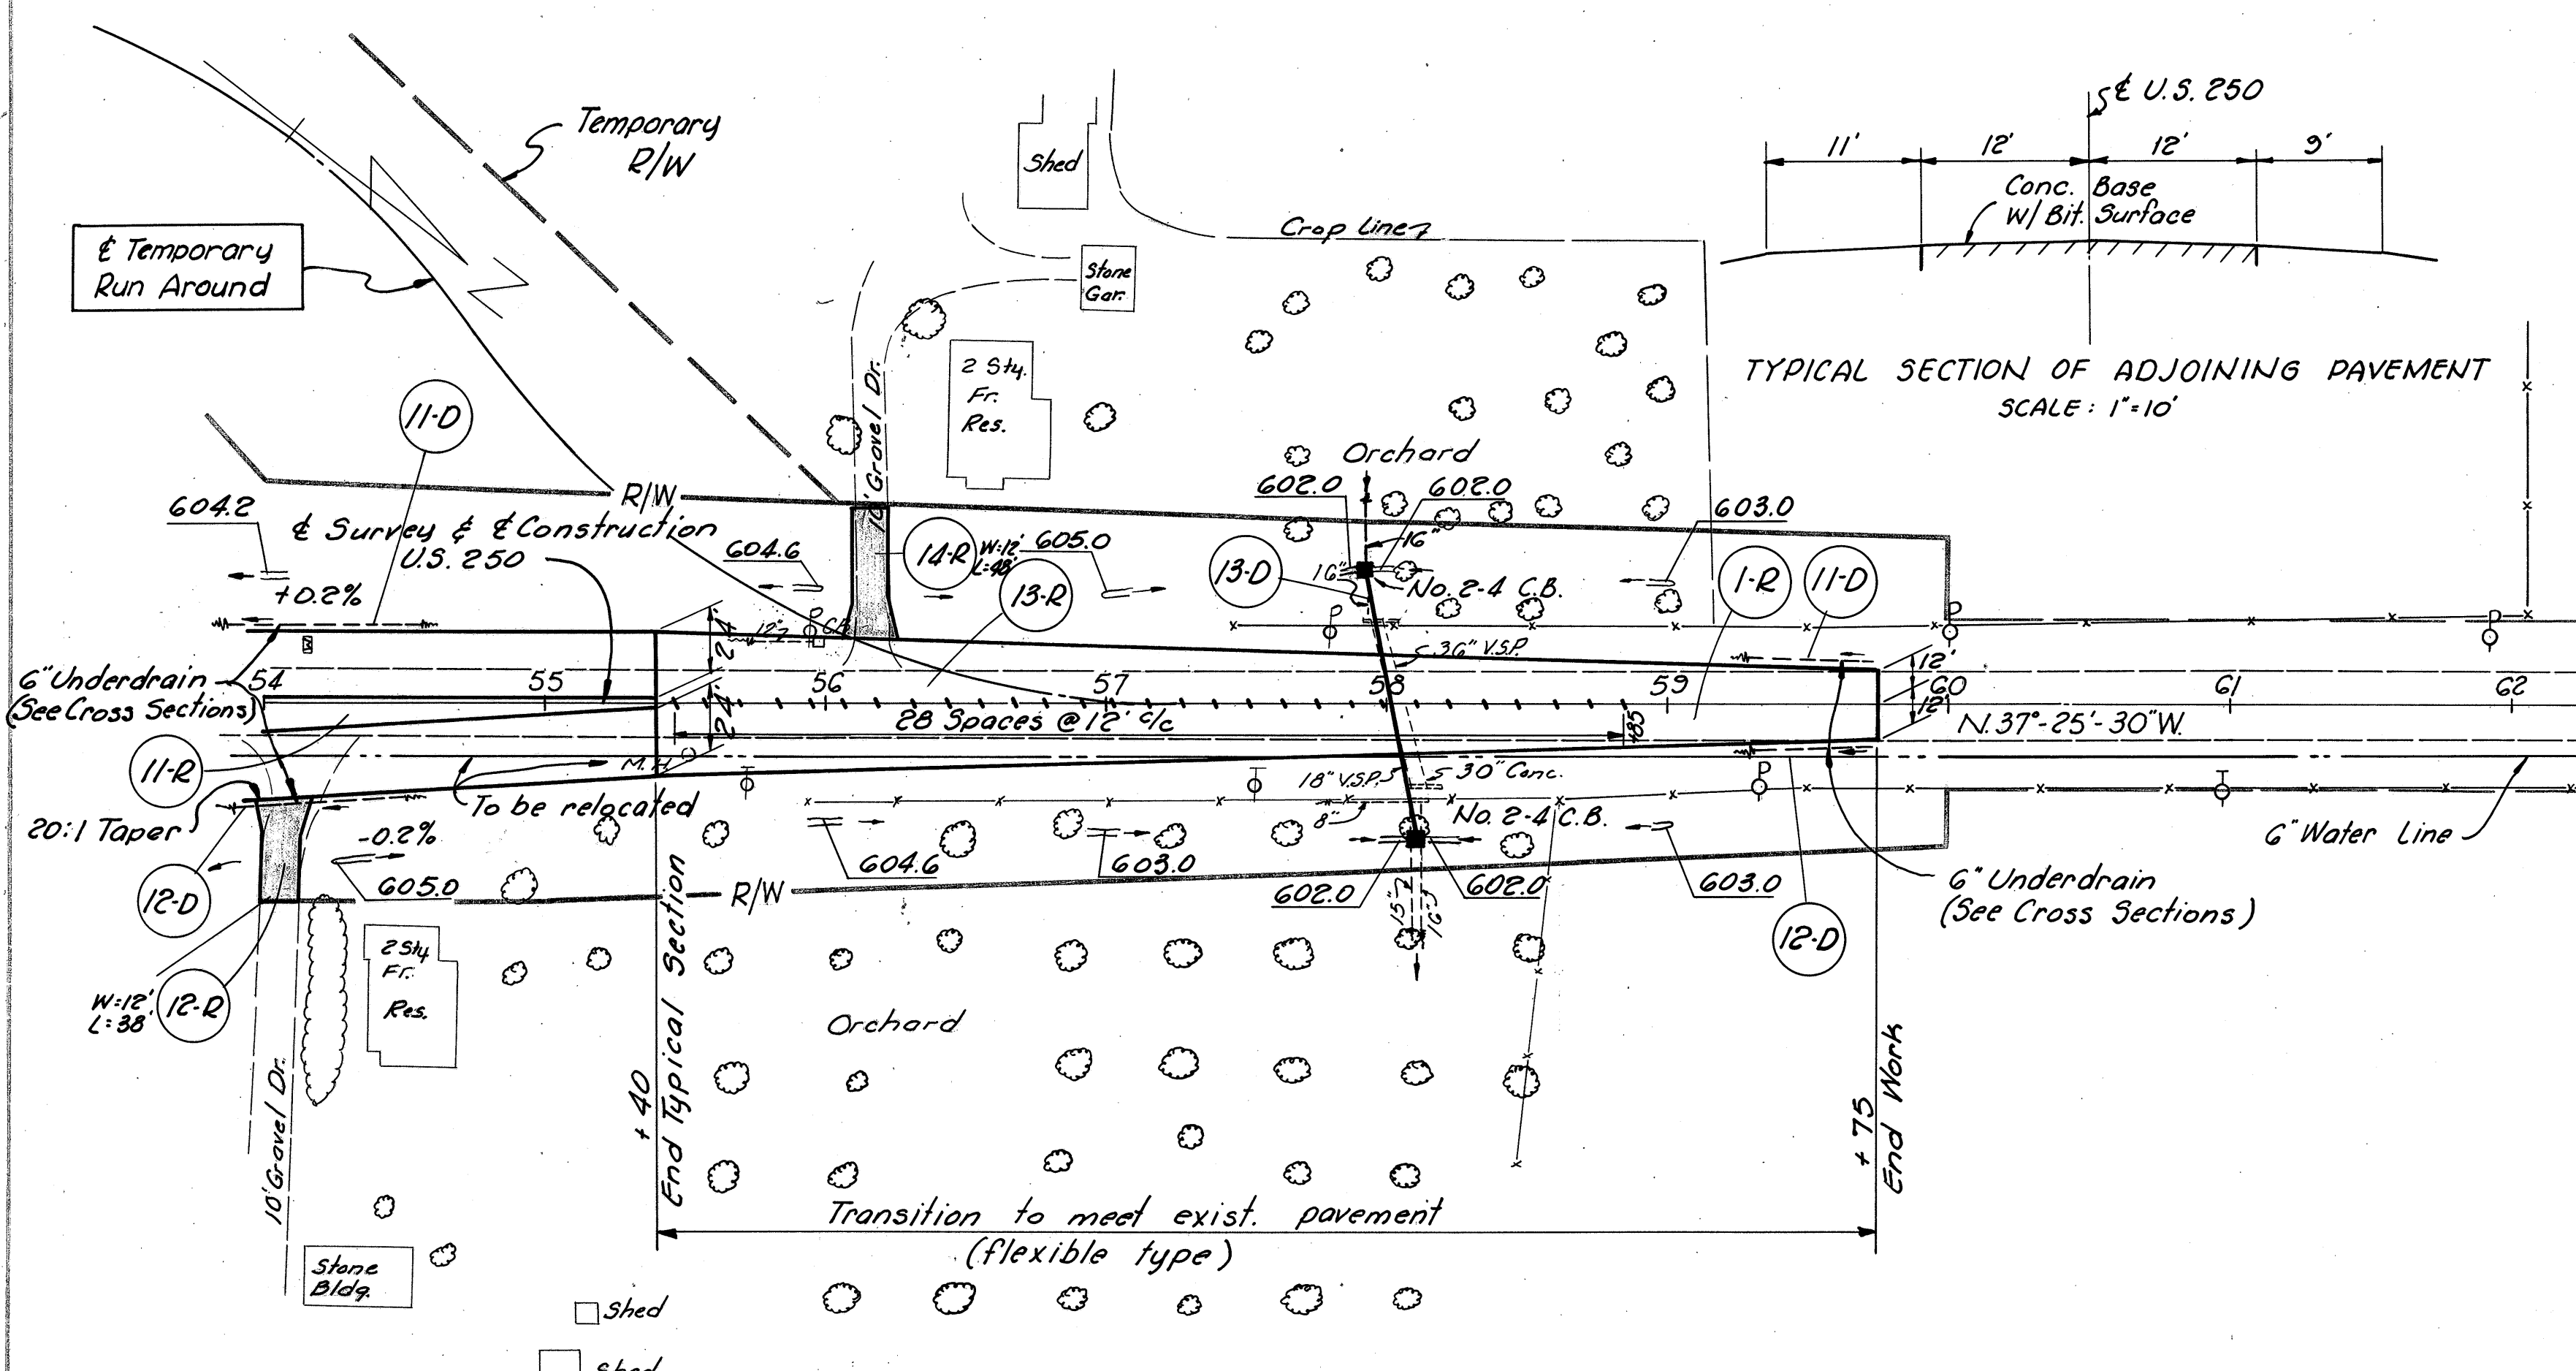 ℄ U.S. 250
11'
12'
12'
9'
Conc. Base
W/ Bit. Surface
TYPICAL SECTION OF ADJOINING PAVEMENT
SCALE: 1"=10'
Temporary
R/W
Shed
Crop Line
℄ Temporary
Run Around
Stone
Gar.
2 Sty.
Fr.
Res.
10' Gravel Dr.
11-D
Orchard
R/W
602.0
602.0
603.0
604.2
℄ Survey & ℄ Construction
U.S. 250
604.6
14-R
W=12'
L=48'
605.0
13-R
13-D
16"
16"
No. 2-4 C.B.
1-R
11-D
+0.2%
12"
P
C.B.
P
P
P
24'
36" V.S.P.
12'
6" Underdrain
(See Cross Sections)
54
55
56
57
58
59
60
61
62
24'
28 Spaces @ 12' c/c
+85
12'
N. 37°-25'-30" W.
11-R
M.H.
To be relocated
20:1 Taper
T
T
18" V.S.P.
30" Conc.
8"
No. 2-4 C.B.
P
T
6" Water Line
-0.2%
605.0
604.6
603.0
602.0
602.0
603.0
12-D
R/W
15"
16"
6" Underdrain
(See Cross Sections)
12-D
2 Sty
Fr.
Res.
W=12'
L=38'
12-R
Orchard
10' Gravel Dr.
+40
End Typical Section
+75
End Work
Transition to meet exist. pavement
(flexible type)
Stone
Bldg.
Shed
Shed